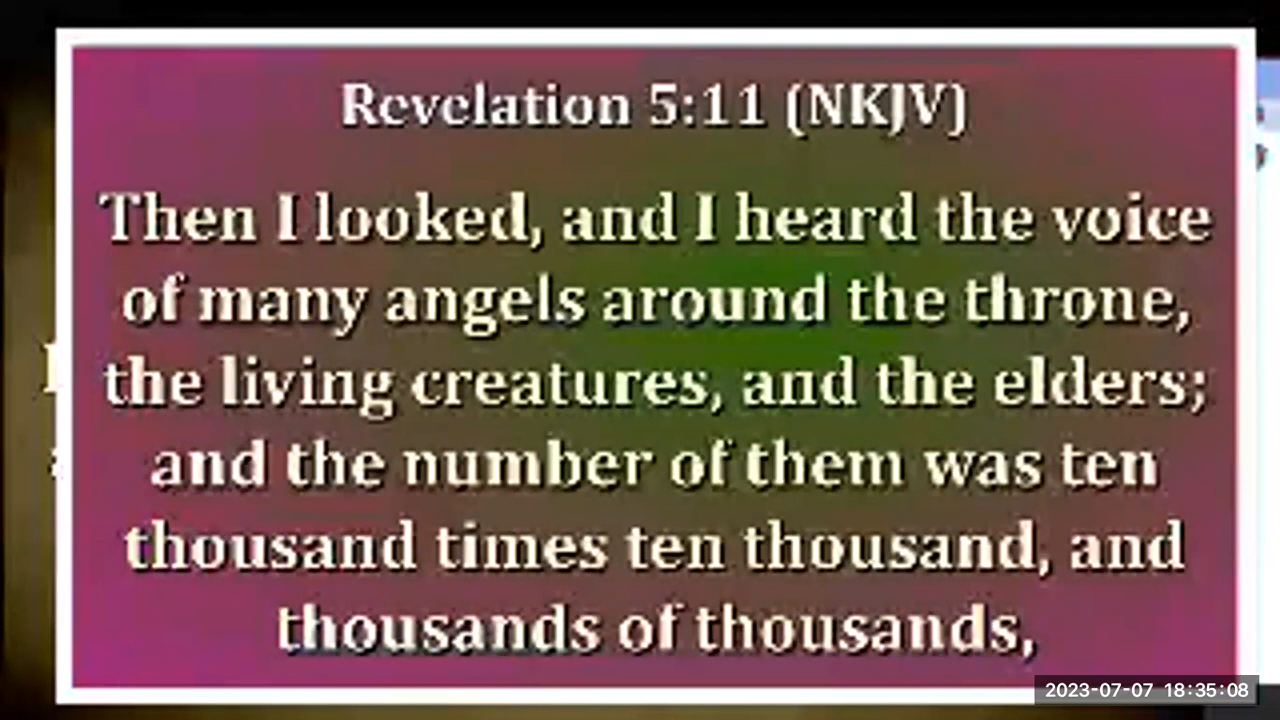 Revelation 5:11 (NKJV)
Then I looked, and I heard the voice
of many angels around the throne,
the living creatures, and the elders;
and the number of them was ten
thousand times ten thousand, and
thousands of thousands,
2023-07-07 18:35:08